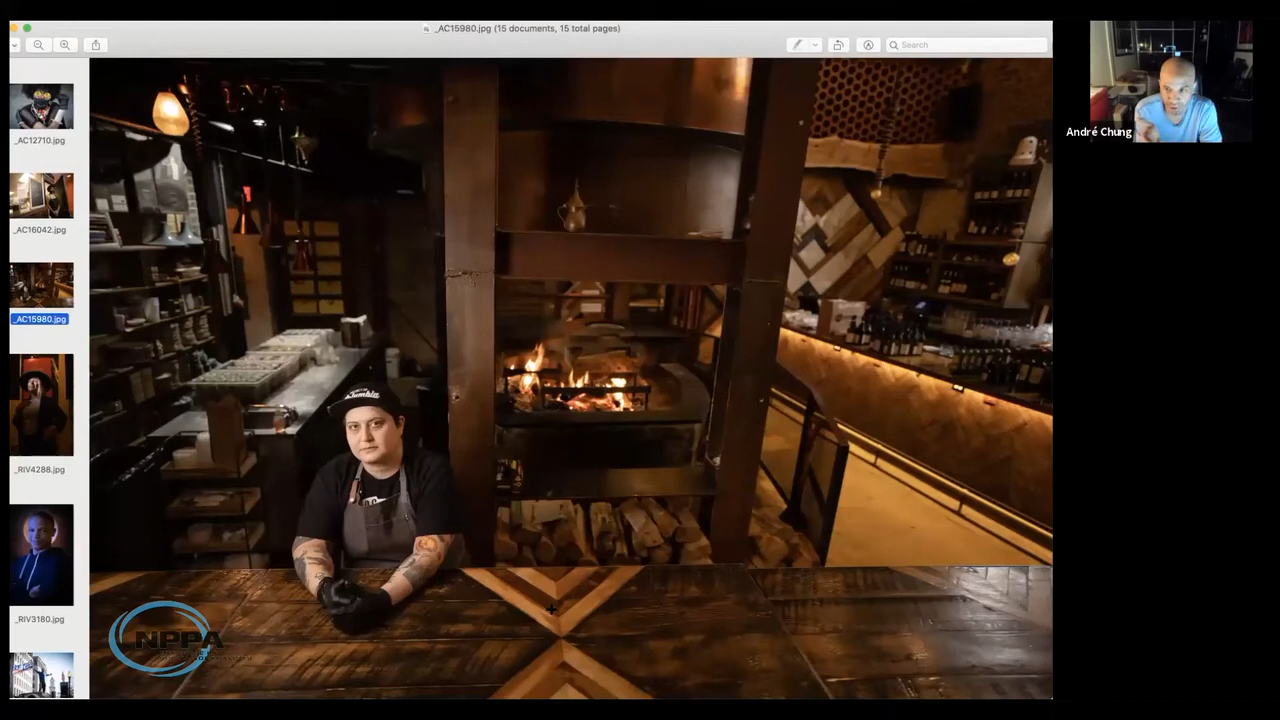 _AC15980.jpg (15 documents, 15 total pages)
Search
_AC12710.jpg
_AC16042.jpg
_AC15980.jpg
_RIV4288.jpg
_RIV3180.jpg
André Chung
NPPA